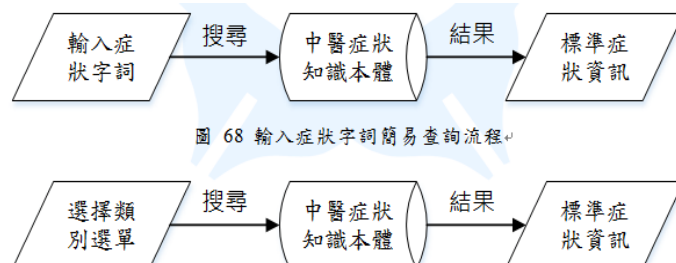 輸入症
狀字詞
搜尋
中醫症狀
知識本體
結果
標準症
狀資訊
圖 68 輸入症狀字詞簡易查詢流程
選擇類
別選單
搜尋
中醫症狀
知識本體
結果
標準症
狀資訊